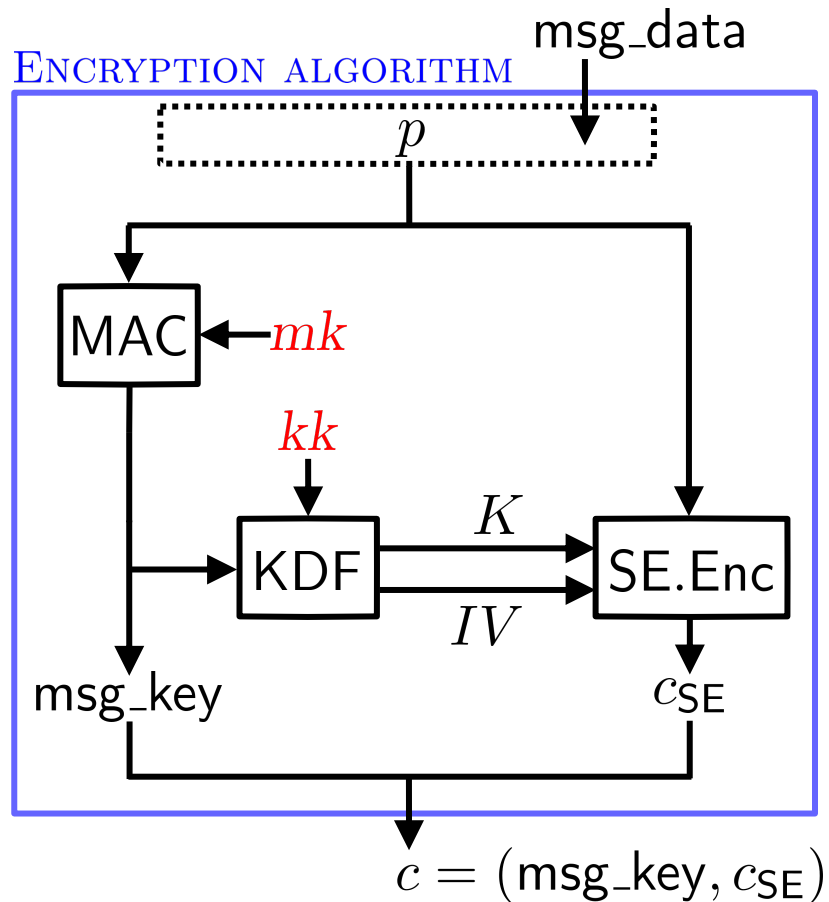 msg_data
ENCRYPTION ALGORITHM
p
MAC
mk
kk
K
KDF
SE.Enc
IV
msg_key
c_SE
c = (msg_key, c_SE)